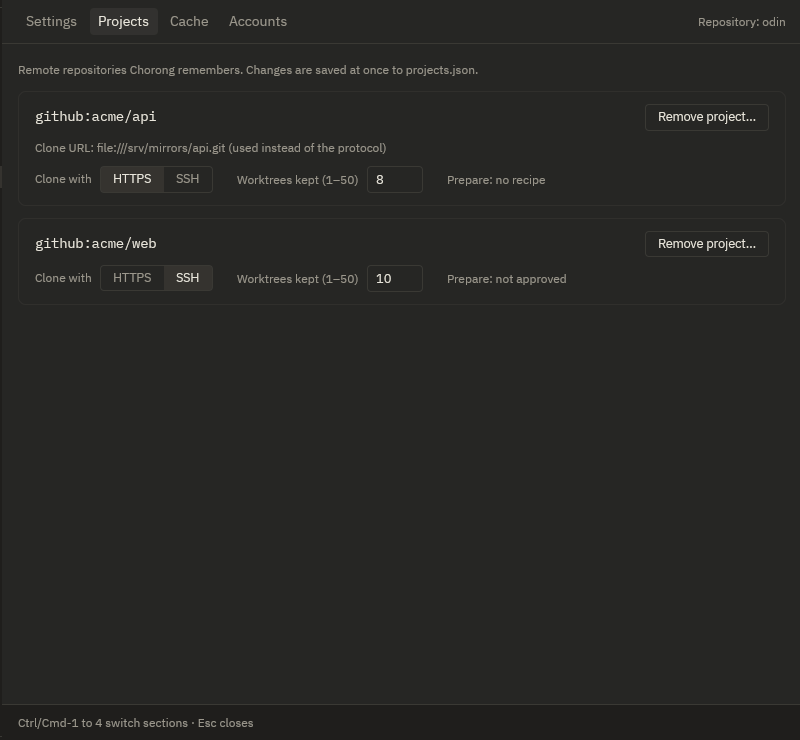 Settings Projects Cache Accounts Repository: odin
Remote repositories Chorong remembers. Changes are saved at once to projects.json.
github:acme/api Remove project...
Clone URL: file:///srv/mirrors/api.git (used instead of the protocol)
Clone with HTTPS SSH Worktrees kept (1–50) 8 Prepare: no recipe
github:acme/web Remove project...
Clone with HTTPS SSH Worktrees kept (1–50) 10 Prepare: not approved
Ctrl/Cmd-1 to 4 switch sections · Esc closes